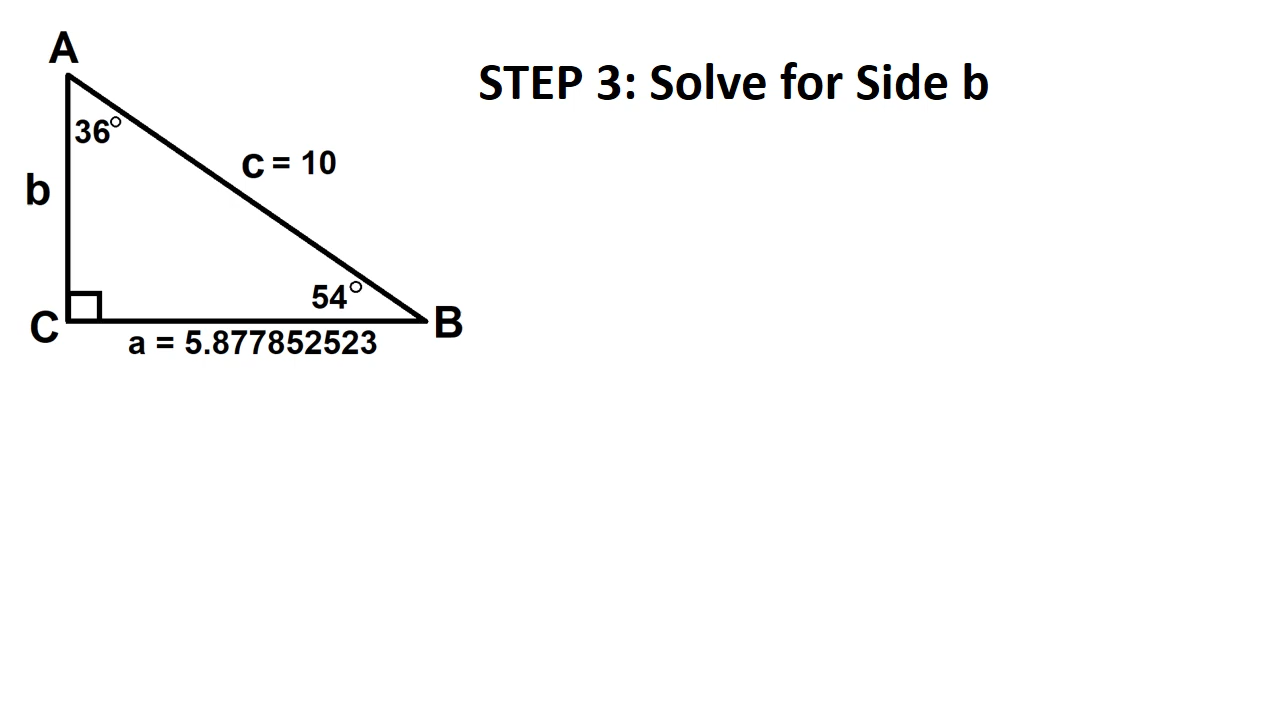 A
STEP 3: Solve for Side b
36°
c = 10
b
54°
C
B
a = 5.877852523